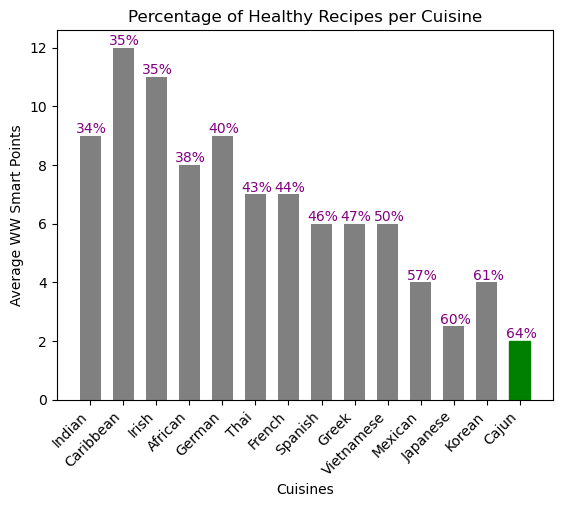 Percentage of Healthy Recipes per Cuisine
Average WW Smart Points
12
10
8
6
4
2
0
34%
35%
35%
38%
40%
43%
44%
46%
47%
50%
57%
60%
61%
64%
Indian
Caribbean
Irish
African
German
Thai
French
Spanish
Greek
Vietnamese
Mexican
Japanese
Korean
Cajun
Cuisines